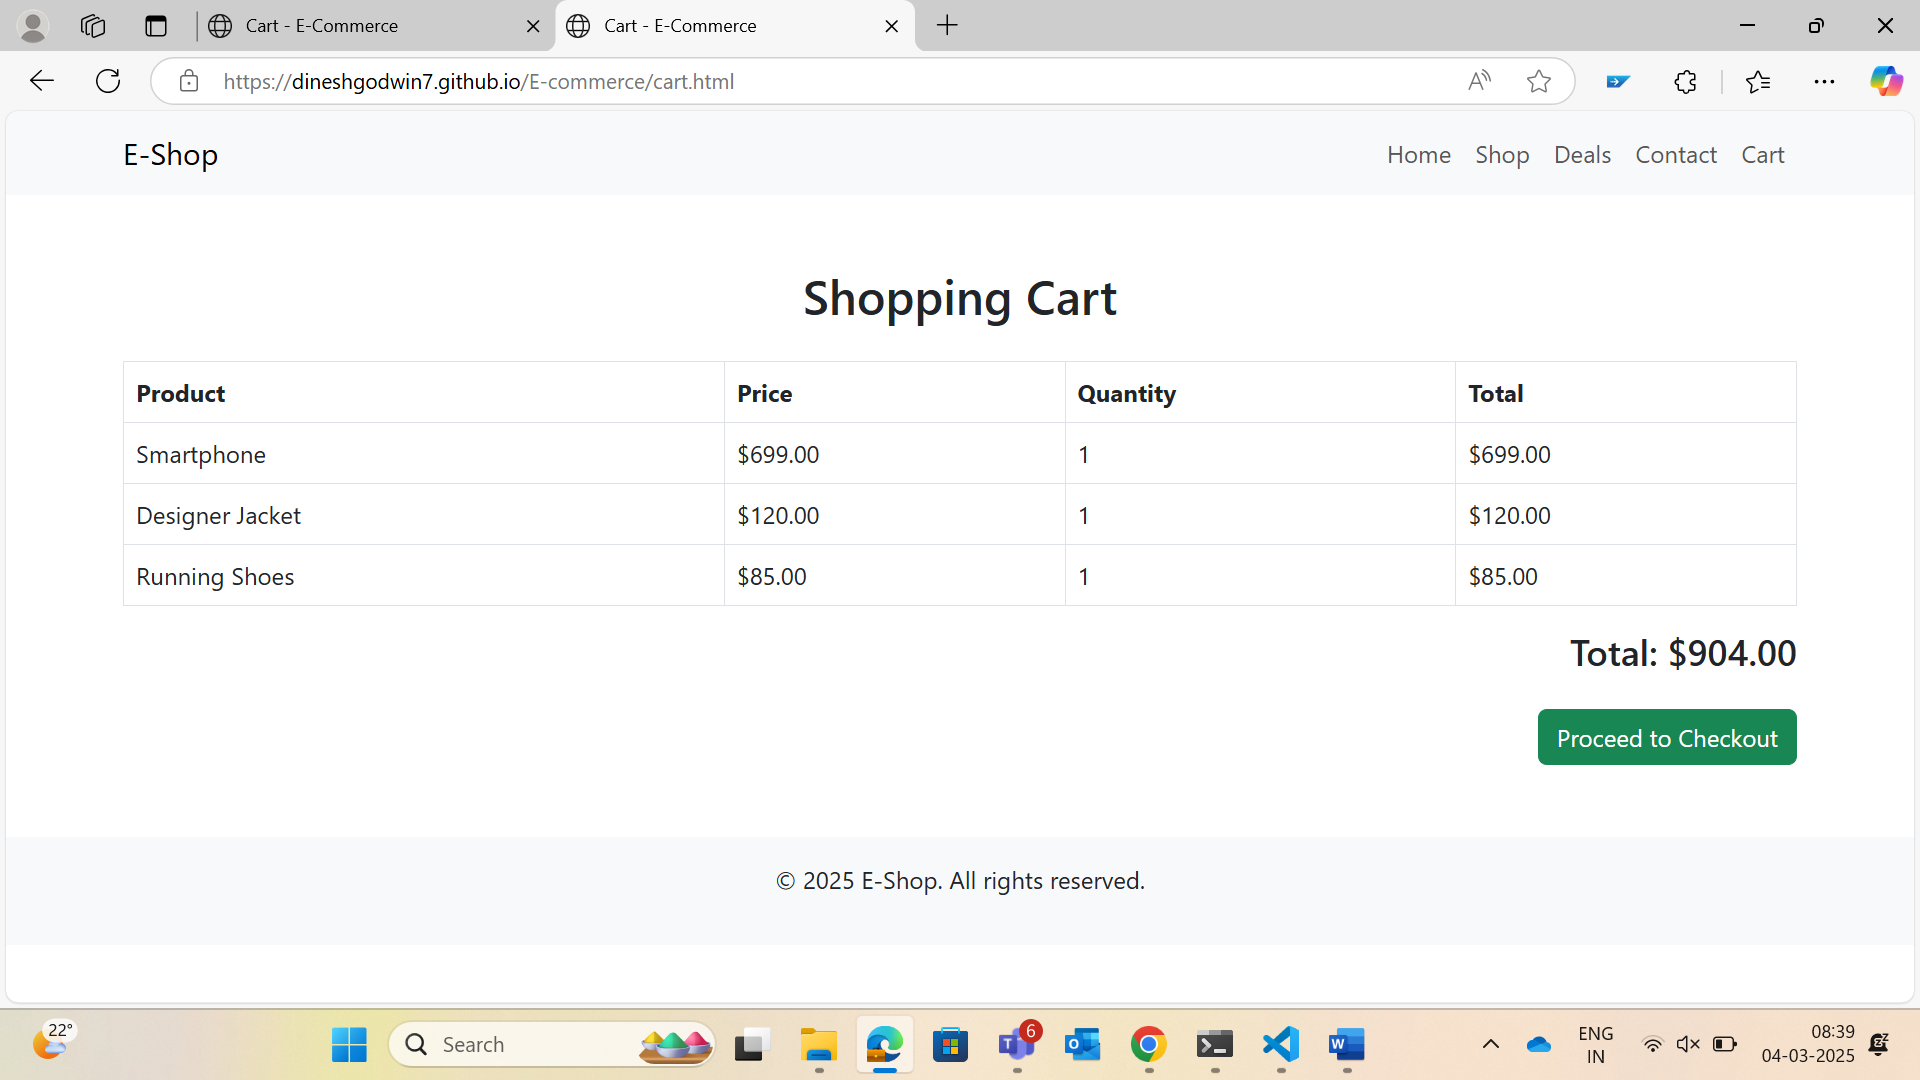 Cart - E-Commerce
Cart - E-Commerce
https://dineshgodwin7.github.io/E-commerce/cart.html
E-Shop
Home Shop Deals Contact Cart
Shopping Cart
Product Price Quantity Total
Smartphone $699.00 1 $699.00
Designer Jacket $120.00 1 $120.00
Running Shoes $85.00 1 $85.00
Total: $904.00
Proceed to Checkout
© 2025 E-Shop. All rights reserved.
22°
Search
6
ENG
IN
08:39
04-03-2025